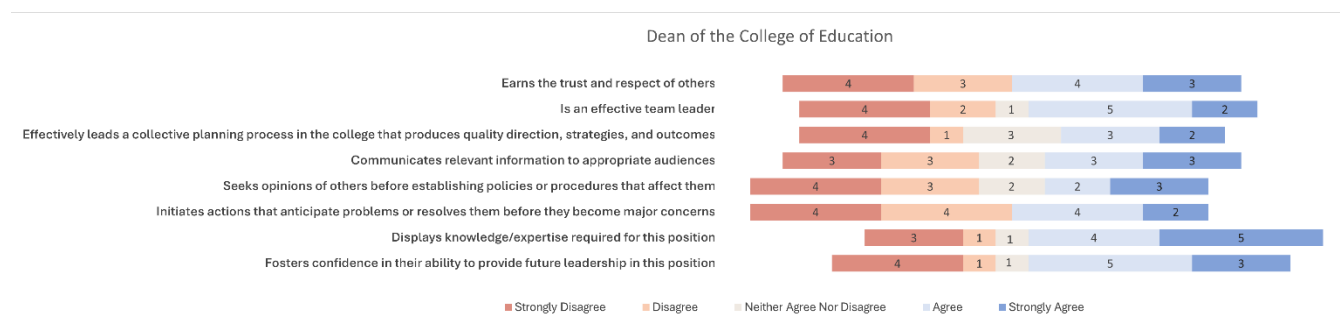 Dean of the College of Education
Earns the trust and respect of others 4 3 4 3
Is an effective team leader 4 2 1 5 2
Effectively leads a collective planning process in the college that produces quality direction, strategies, and outcomes 4 1 3 3 2
Communicates relevant information to appropriate audiences 3 3 2 3 3
Seeks opinions of others before establishing policies or procedures that affect them 4 3 2 2 3
Initiates actions that anticipate problems or resolves them before they become major concerns 4 4 4 2
Displays knowledge/expertise required for this position 3 1 1 4 5
Fosters confidence in their ability to provide future leadership in this position 4 1 1 5 3
Strongly Disagree Disagree Neither Agree Nor Disagree Agree Strongly Agree